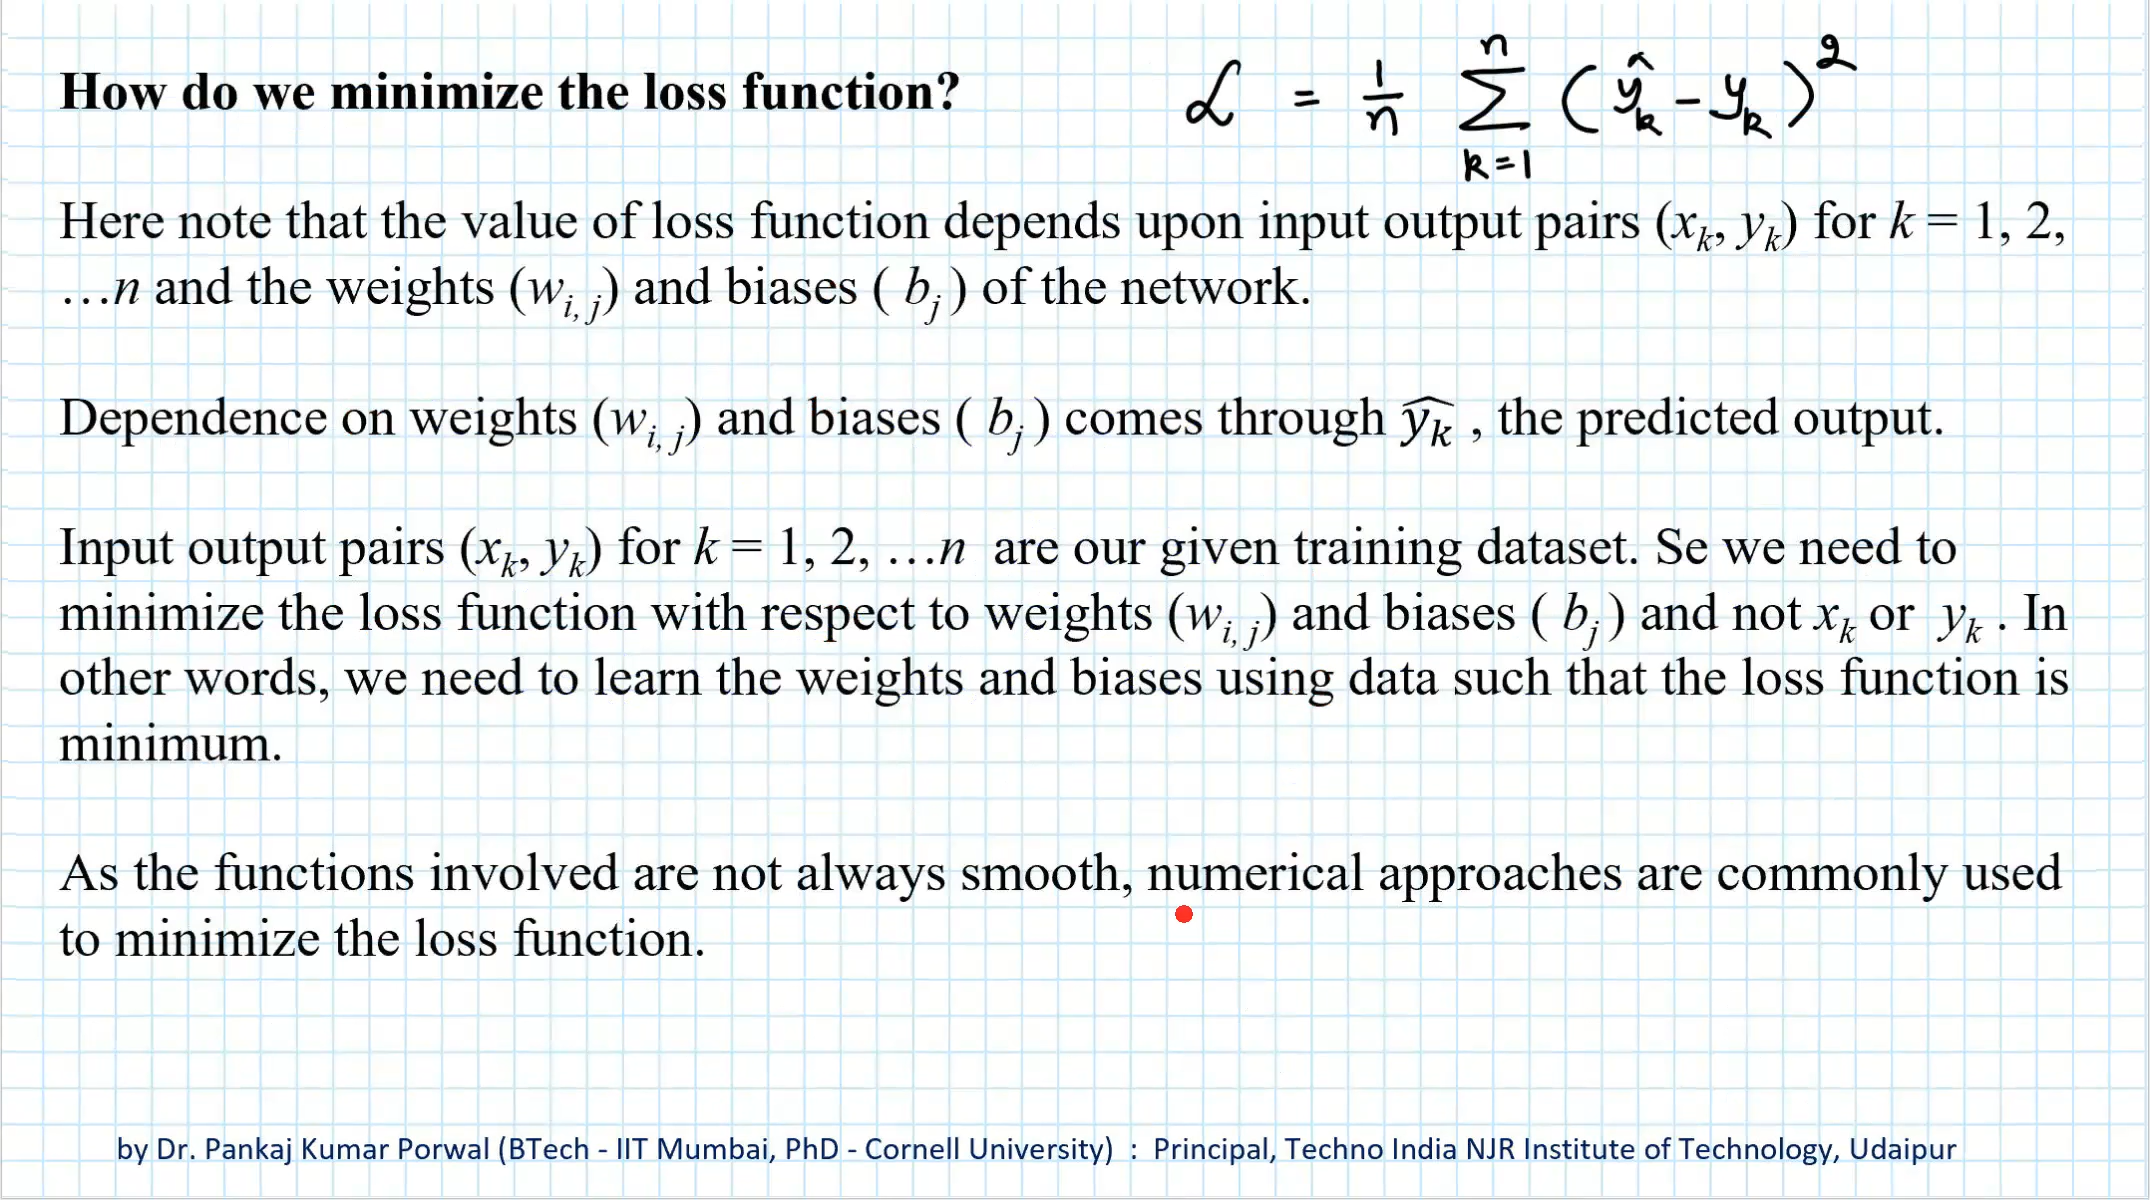 How do we minimize the loss function?
ℒ = 1/n Σ_{k=1}^{n} (ŷ_k - y_k)²
Here note that the value of loss function depends upon input output pairs (x_k, y_k) for k = 1, 2,
…n and the weights (w_{i, j}) and biases ( b_j ) of the network.
Dependence on weights (w_{i, j}) and biases ( b_j ) comes through ŷ_k , the predicted output.
Input output pairs (x_k, y_k) for k = 1, 2, …n are our given training dataset. Se we need to
minimize the loss function with respect to weights (w_{i, j}) and biases ( b_j ) and not x_k or y_k . In
other words, we need to learn the weights and biases using data such that the loss function is
minimum.
As the functions involved are not always smooth, numerical approaches are commonly used
to minimize the loss function.
by Dr. Pankaj Kumar Porwal (BTech - IIT Mumbai, PhD - Cornell University) : Principal, Techno India NJR Institute of Technology, Udaipur